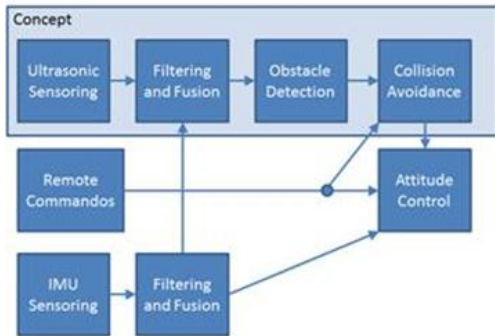 Concept
Ultrasonic
Sensoring
Filtering
and Fusion
Obstacle
Detection
Collision
Avoidance
Remote
Commandos
Attitude
Control
IMU
Sensoring
Filtering
and Fusion